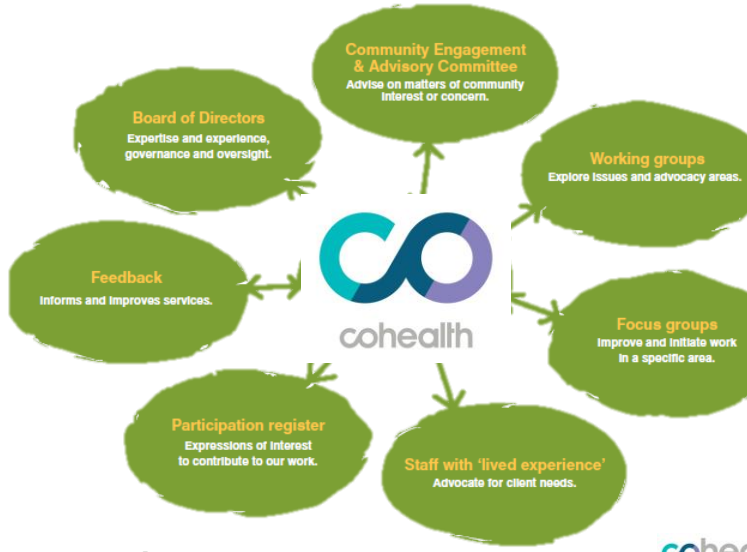 Community Engagement
& Advisory Committee
Advise on matters of community
interest or concern.
Board of Directors
Expertise and experience,
governance and oversight.
Working groups
Explore issues and advocacy areas.
Feedback
Informs and improves services.
cohealth
Focus groups
Improve and initiate work
in a specific area.
Participation register
Expressions of interest
to contribute to our work.
Staff with ‘lived experience’
Advocate for client needs.